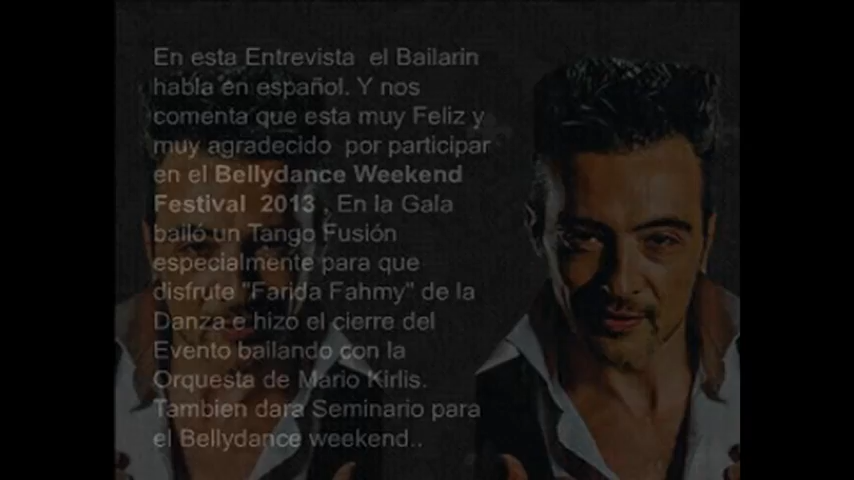 En esta Entrevista el Bailarin
habla en español. Y nos
comenta que esta muy Feliz y
muy agradecido por participar
en el Bellydance Weekend
Festival 2013 . En la Gala
bailó un Tango Fusión
especialmente para que
disfrute "Farida Fahmy" de la
Danza e hizo el cierre del
Evento bailando con la
Orquesta de Mario Kirlis.
Tambien dara Seminario para
el Bellydance weekend..